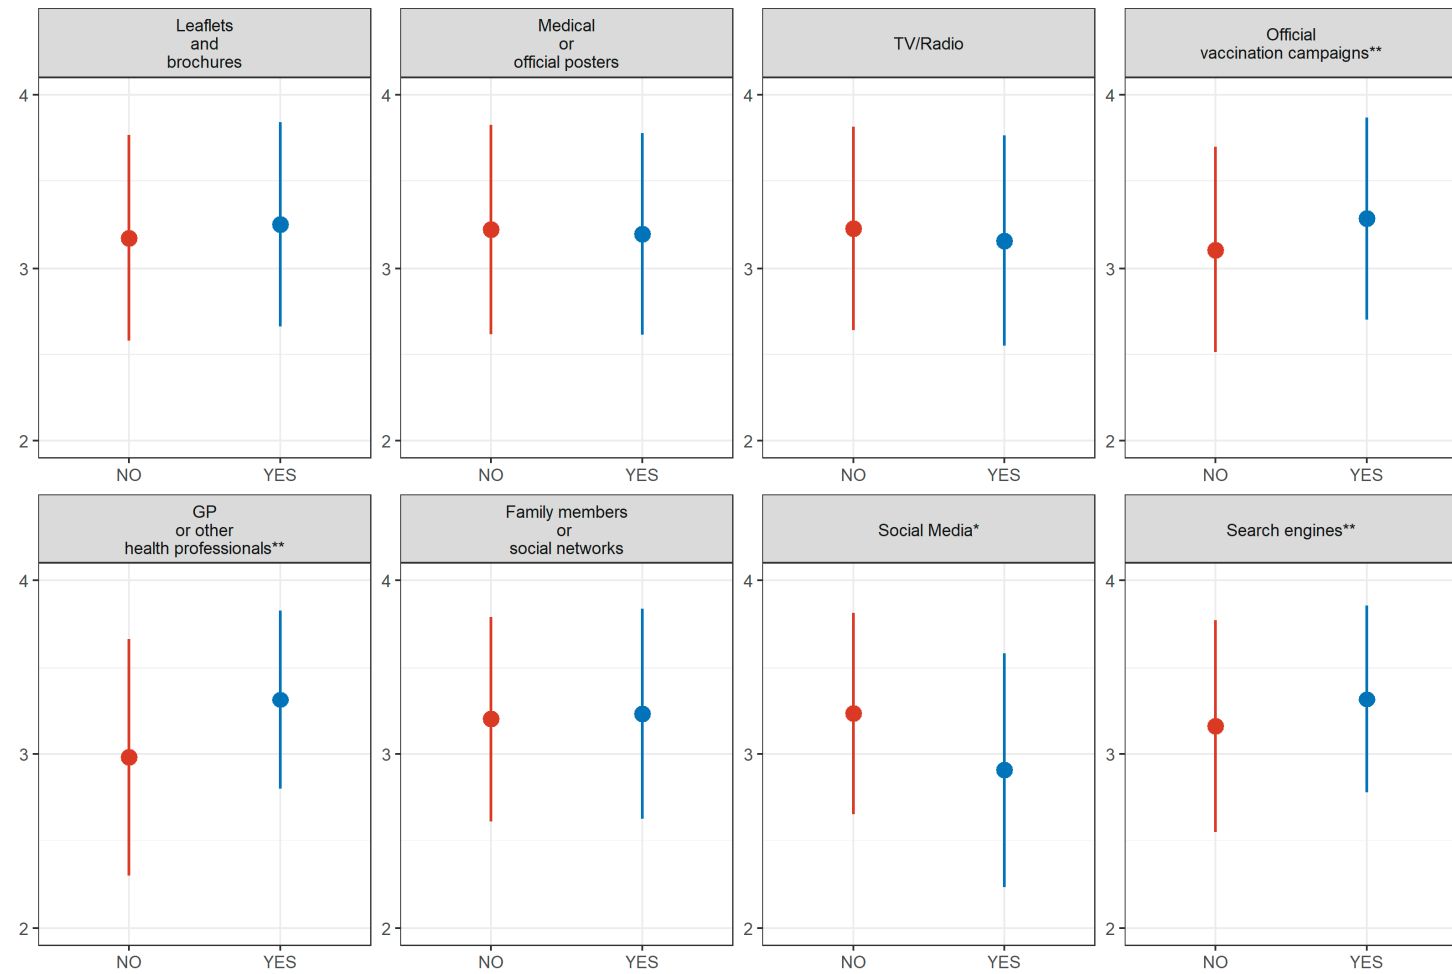 Leaflets
and
brochures
Medical
or
official posters
TV/Radio
Official
vaccination campaigns**
4
3
2
NO YES
4
3
2
NO YES
4
3
2
NO YES
4
3
2
NO YES
GP
or other
health professionals**
Family members
or
social networks
Social Media*
Search engines**
4
3
2
NO YES
4
3
2
NO YES
4
3
2
NO YES
4
3
2
NO YES